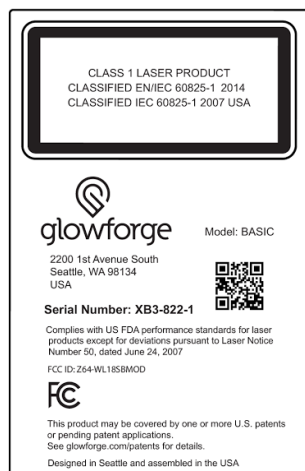 CLASS 1 LASER PRODUCT
CLASSIFIED EN/IEC 60825-1 2014
CLASSIFIED IEC 60825-1 2007 USA
glowforge
Model: BASIC
2200 1st Avenue South
Seattle, WA 98134
USA
Serial Number: XB3-822-1
Complies with US FDA performance standards for laser
products except for deviations pursuant to Laser Notice
Number 50, dated June 24, 2007
FCC ID: Z64-WL18SBMOD
FC
This product may be covered by one or more U.S. patents
or pending patent applications.
See glowforge.com/patents for details.
Designed in Seattle and assembled in the USA